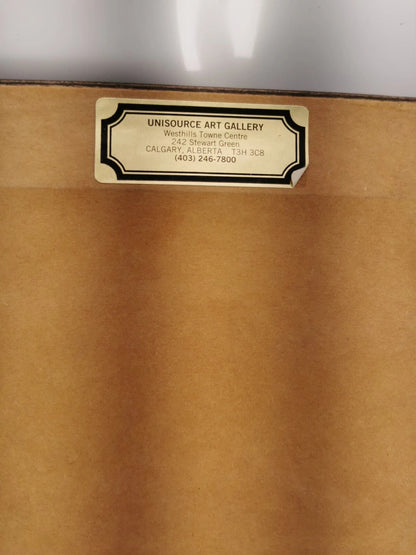 UNISOURCE ART GALLERY
Westhills Towne Centre
242 Stewart Green
CALGARY, ALBERTA T3H 3C8
(403) 246-7800